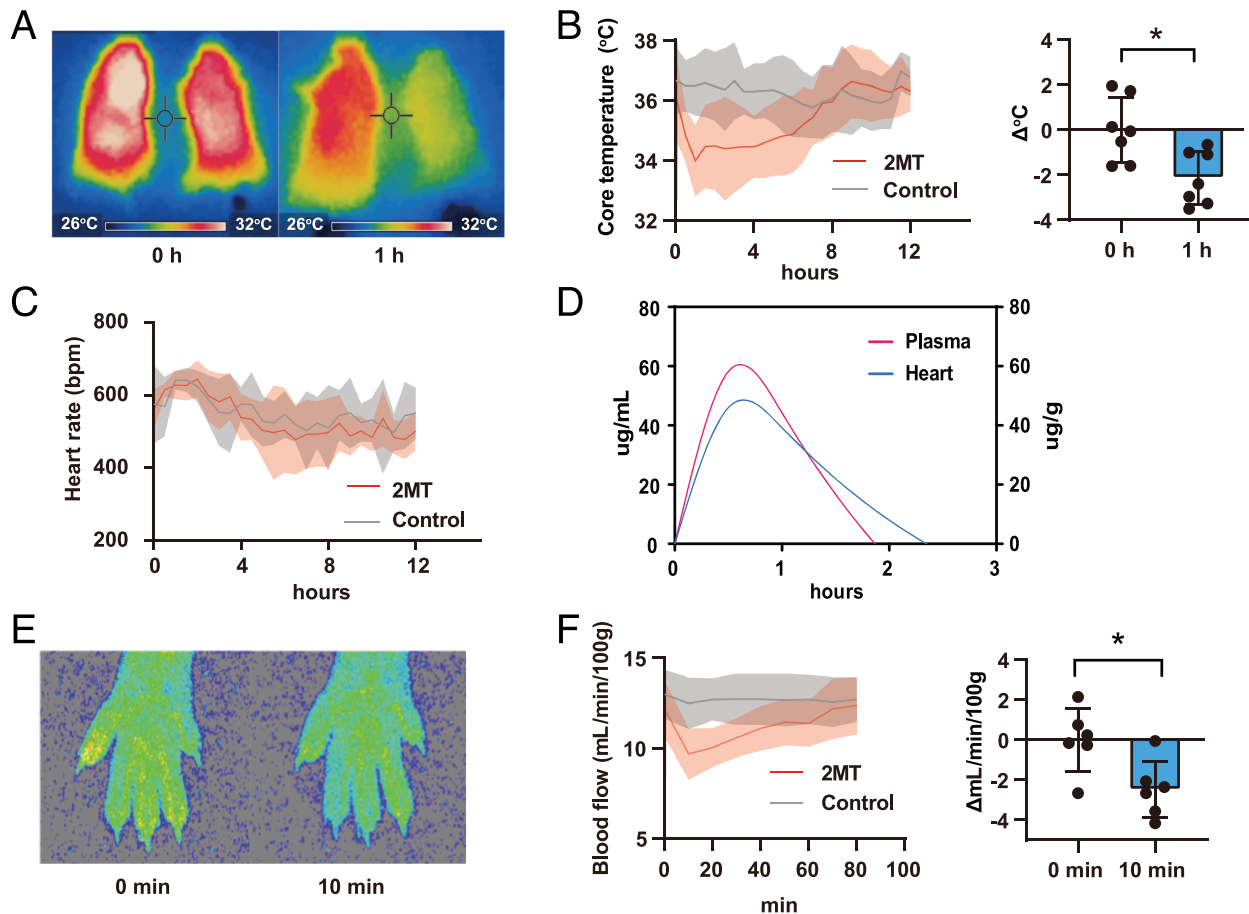 A
26°C 32°C
26°C 32°C
0 h
1 h
B
Core temperature (°C)
38
36
34
32
0 4 8 12
hours
2MT
Control
Δ°C
4
2
0
-2
-4
*
0 h 1 h
C
Heart rate (bpm)
800
600
400
200
0 4 8 12
hours
2MT
Control
D
ug/mL
80
60
40
20
0
0 1 2 3
hours
Plasma
Heart
80
60
40
20
0
ug/g
E
0 min
10 min
F
Blood flow (mL/min/100g)
15
10
5
0 20 40 60 80 100
min
2MT
Control
ΔmL/min/100g
4
2
0
-2
-4
*
0 min 10 min